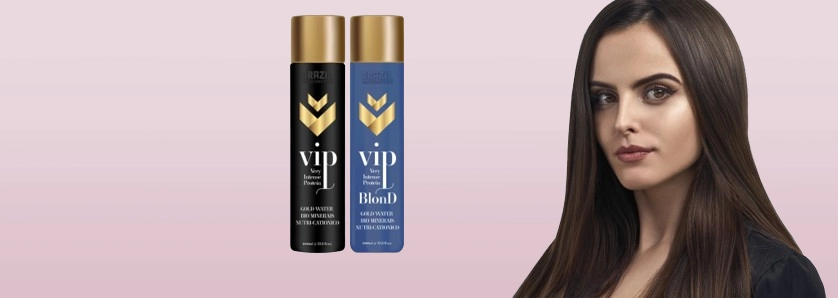 vip
Very
Intense
Protein
GOLD WATER
BIO MINERAIS
NUTRI-CATIONICO
vip
Very
Intense
Protein
BlonD
GOLD WATER
BIO MINERAIS
NUTRI-CATIONICO